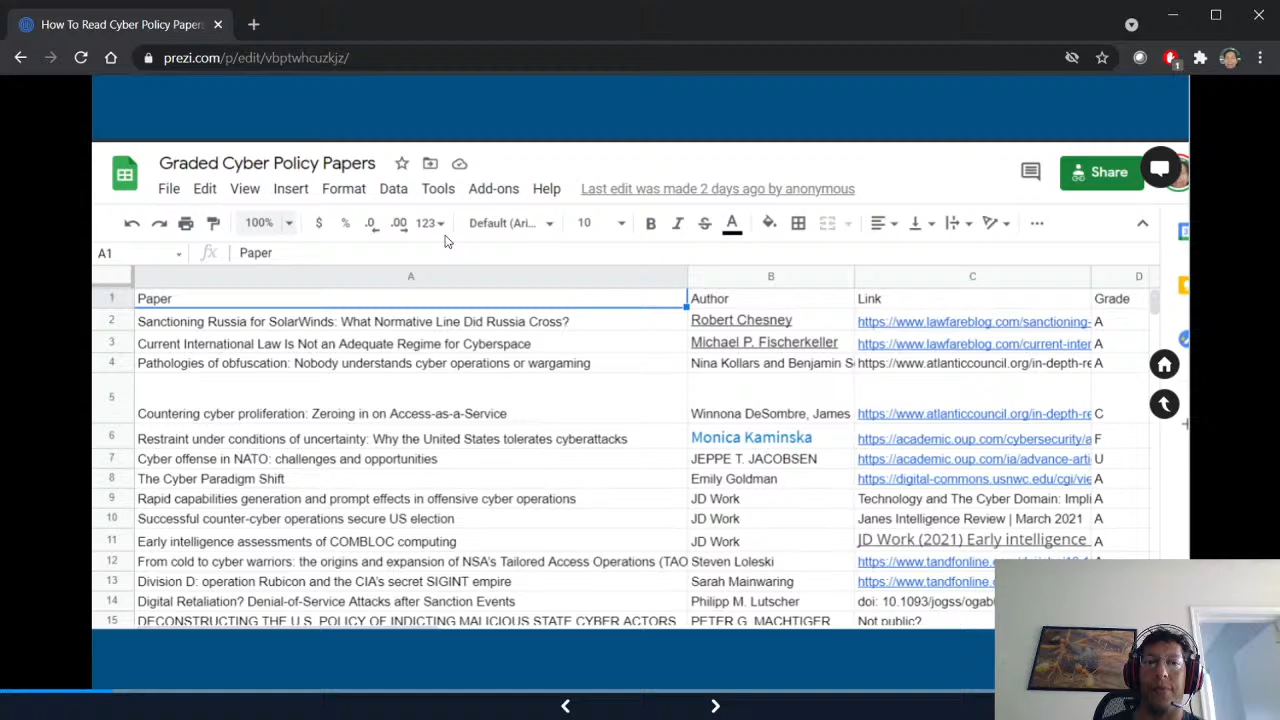 How To Read Cyber Policy Paper
prezi.com/p/edit/vbptwhcuzkjz/
1
Graded Cyber Policy Papers
File Edit View Insert Format Data Tools Add-ons Help Last edit was made 2 days ago by anonymous
Share
100% $ % .0 .00 123 Default (Ari... 10 B I S A
A1 fx Paper
A B C D
1 Paper Author Link Grade
2 Sanctioning Russia for SolarWinds: What Normative Line Did Russia Cross? Robert Chesney https://www.lawfareblog.com/sanctioning- A
3 Current International Law Is Not an Adequate Regime for Cyberspace Michael P. Fischerkeller https://www.lawfareblog.com/current-inter A
4 Pathologies of obfuscation: Nobody understands cyber operations or wargaming Nina Kollars and Benjamin S https://www.atlanticcouncil.org/in-depth-re A
5 Countering cyber proliferation: Zeroing in on Access-as-a-Service Winnona DeSombre, James https://www.atlanticcouncil.org/in-depth-re C
6 Restraint under conditions of uncertainty: Why the United States tolerates cyberattacks Monica Kaminska https://academic.oup.com/cybersecurity/a F
7 Cyber offense in NATO: challenges and opportunities JEPPE T. JACOBSEN https://academic.oup.com/ia/advance-arti U
8 The Cyber Paradigm Shift Emily Goldman https://digital-commons.usnwc.edu/cgi/vie A
9 Rapid capabilities generation and prompt effects in offensive cyber operations JD Work Technology and The Cyber Domain: Impli A
10 Successful counter-cyber operations secure US election JD Work Janes Intelligence Review | March 2021 A
11 Early intelligence assessments of COMBLOC computing JD Work JD Work (2021) Early intelligence A
12 From cold to cyber warriors: the origins and expansion of NSA's Tailored Access Operations (TAO Steven Loleski https://www.tandfonline.
13 Division D: operation Rubicon and the CIA's secret SIGINT empire Sarah Mainwaring https://www.tandfonline.
14 Digital Retaliation? Denial-of-Service Attacks after Sanction Events Philipp M. Lutscher doi: 10.1093/jogss/ogab
15 DECONSTRUCTING THE U.S. POLICY OF INDICTING MALICIOUS STATE CYBER ACTORS PETER G. MACHTIGER Not public?